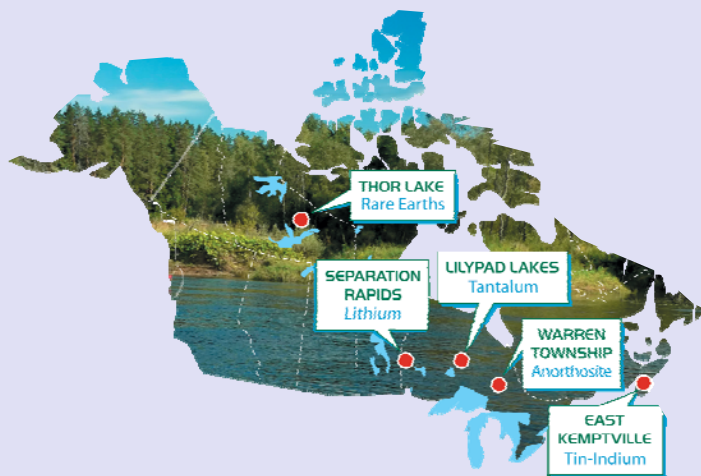 THOR LAKE
Rare Earths
SEPARATION
RAPIDS
Lithium
LILYPAD LAKES
Tantalum
WARREN
TOWNSHIP
Anorthosite
EAST
KEMPTVILLE
Tin-Indium